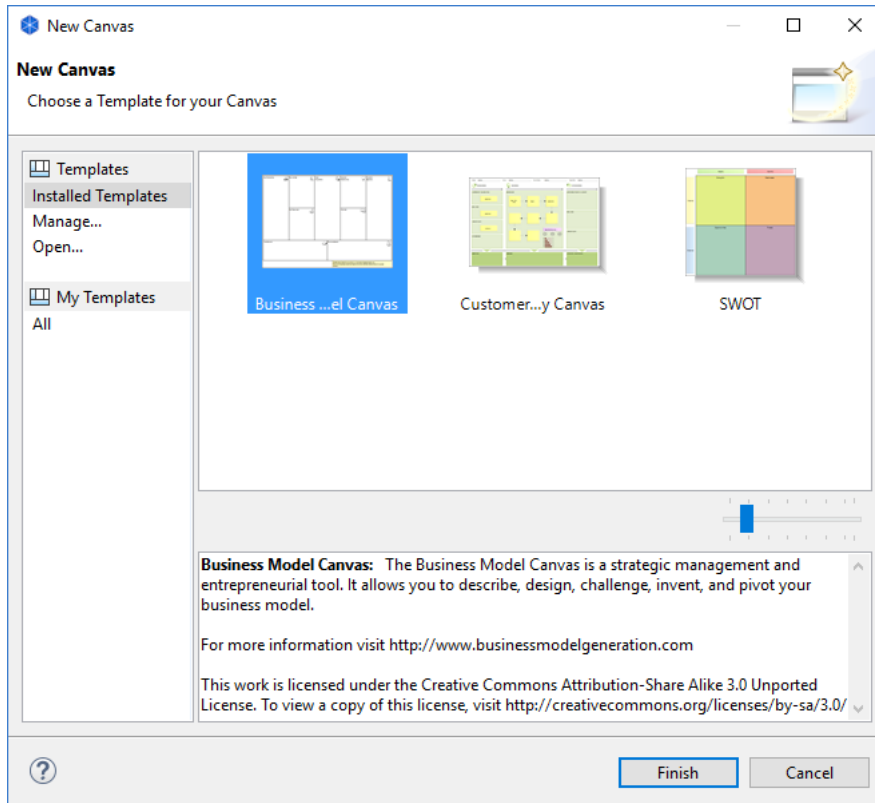 New Canvas
New Canvas
Choose a Template for your Canvas
Templates
Installed Templates
Manage...
Open...
My Templates
All
Business ...el Canvas
Customer...y Canvas
SWOT
Business Model Canvas: The Business Model Canvas is a strategic management and
entrepreneurial tool. It allows you to describe, design, challenge, invent, and pivot your
business model.
For more information visit http://www.businessmodelgeneration.com
This work is licensed under the Creative Commons Attribution-Share Alike 3.0 Unported
License. To view a copy of this license, visit http://creativecommons.org/licenses/by-sa/3.0/
?
Finish
Cancel